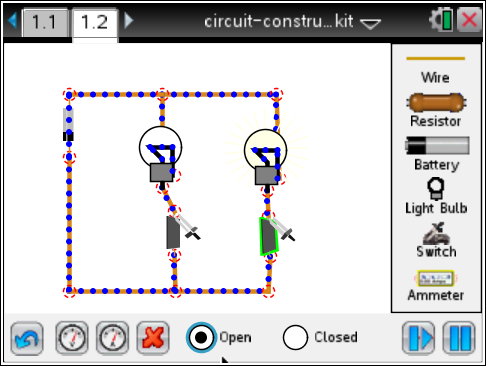 1.1
1.2
circuit-constru…kit
Wire
Resistor
Battery
Light Bulb
Switch
Ammeter
Open
Closed